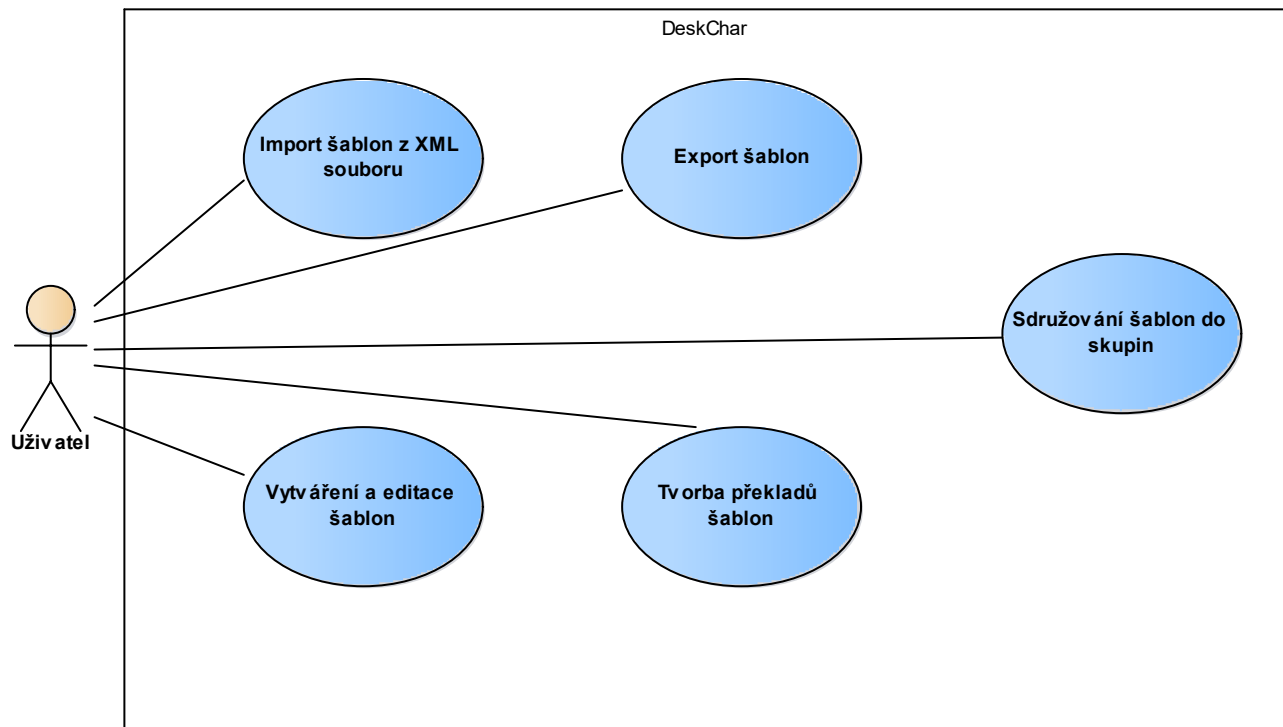 DeskChar
Import šablon z XML
souboru
Export šablon
Sdružování šablon do
skupin
Uživatel
Vytváření a editace
šablon
Tvorba překladů
šablon